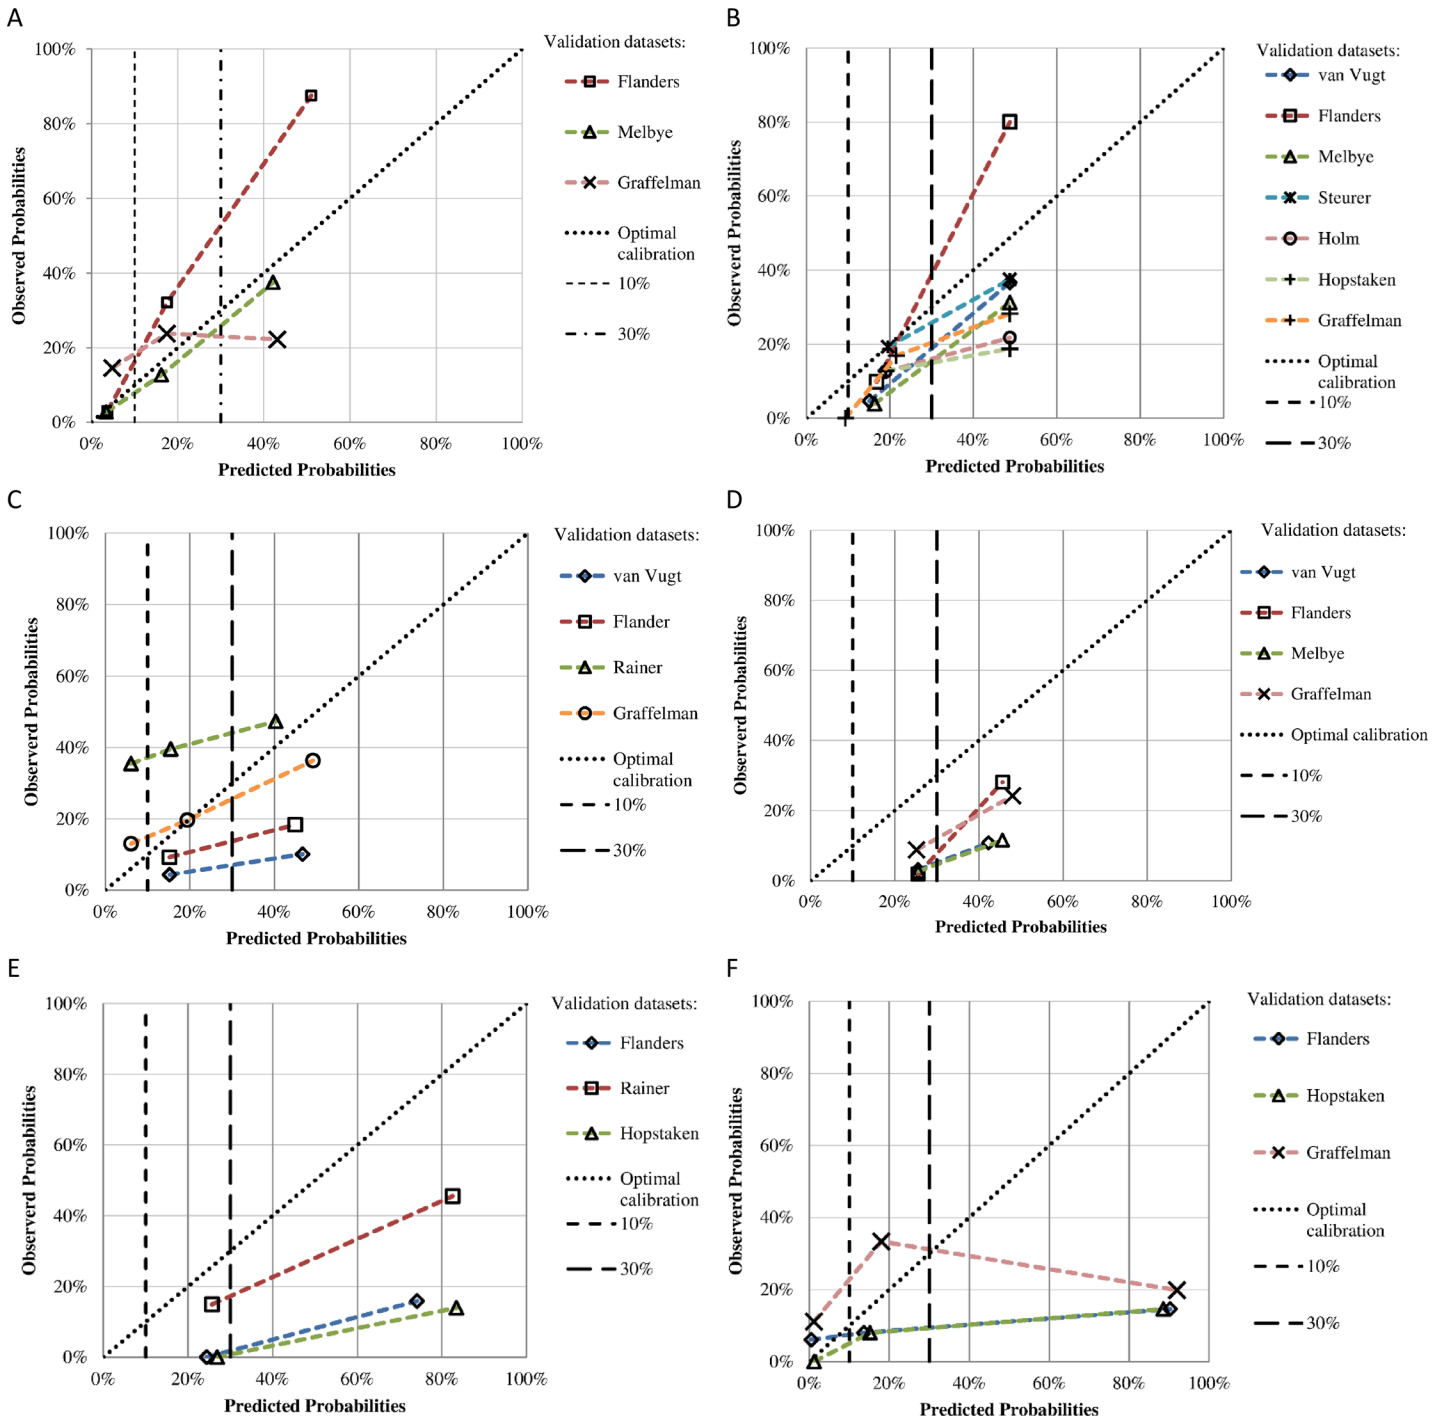 A
Validation datasets:
Flanders
Melbye
Graffelman
Optimal
calibration
10%
30%
100%
80%
60%
40%
20%
0%
0% 20% 40% 60% 80% 100%
Observed Probabilities
Predicted Probabilities
B
Validation datasets:
van Vugt
Flanders
Melbye
Steurer
Holm
Hopstaken
Graffelman
Optimal
calibration
10%
30%
100%
80%
60%
40%
20%
0%
0% 20% 40% 60% 80% 100%
Observerd Probabilities
Predicted Probabilities
C
Validation datasets:
van Vugt
Flander
Rainer
Graffelman
Optimal
calibration
10%
30%
100%
80%
60%
40%
20%
0%
0% 20% 40% 60% 80% 100%
Observerd Probabilities
Predicted Probabilities
D
Validation datasets:
van Vugt
Flanders
Melbye
Graffelman
Optimal calibration
10%
30%
100%
80%
60%
40%
20%
0%
0% 20% 40% 60% 80% 100%
Observerd Probabilities
Predicted Probabilities
E
Validation datasets:
Flanders
Rainer
Hopstaken
Optimal
calibration
10%
30%
100%
80%
60%
40%
20%
0%
0% 20% 40% 60% 80% 100%
Observerd Probabilities
Predicted Probabilities
F
Validation datasets:
Flanders
Hopstaken
Graffelman
Optimal
calibration
10%
30%
100%
80%
60%
40%
20%
0%
0% 20% 40% 60% 80% 100%
Observerd Probabilities
Predicted Probabilities